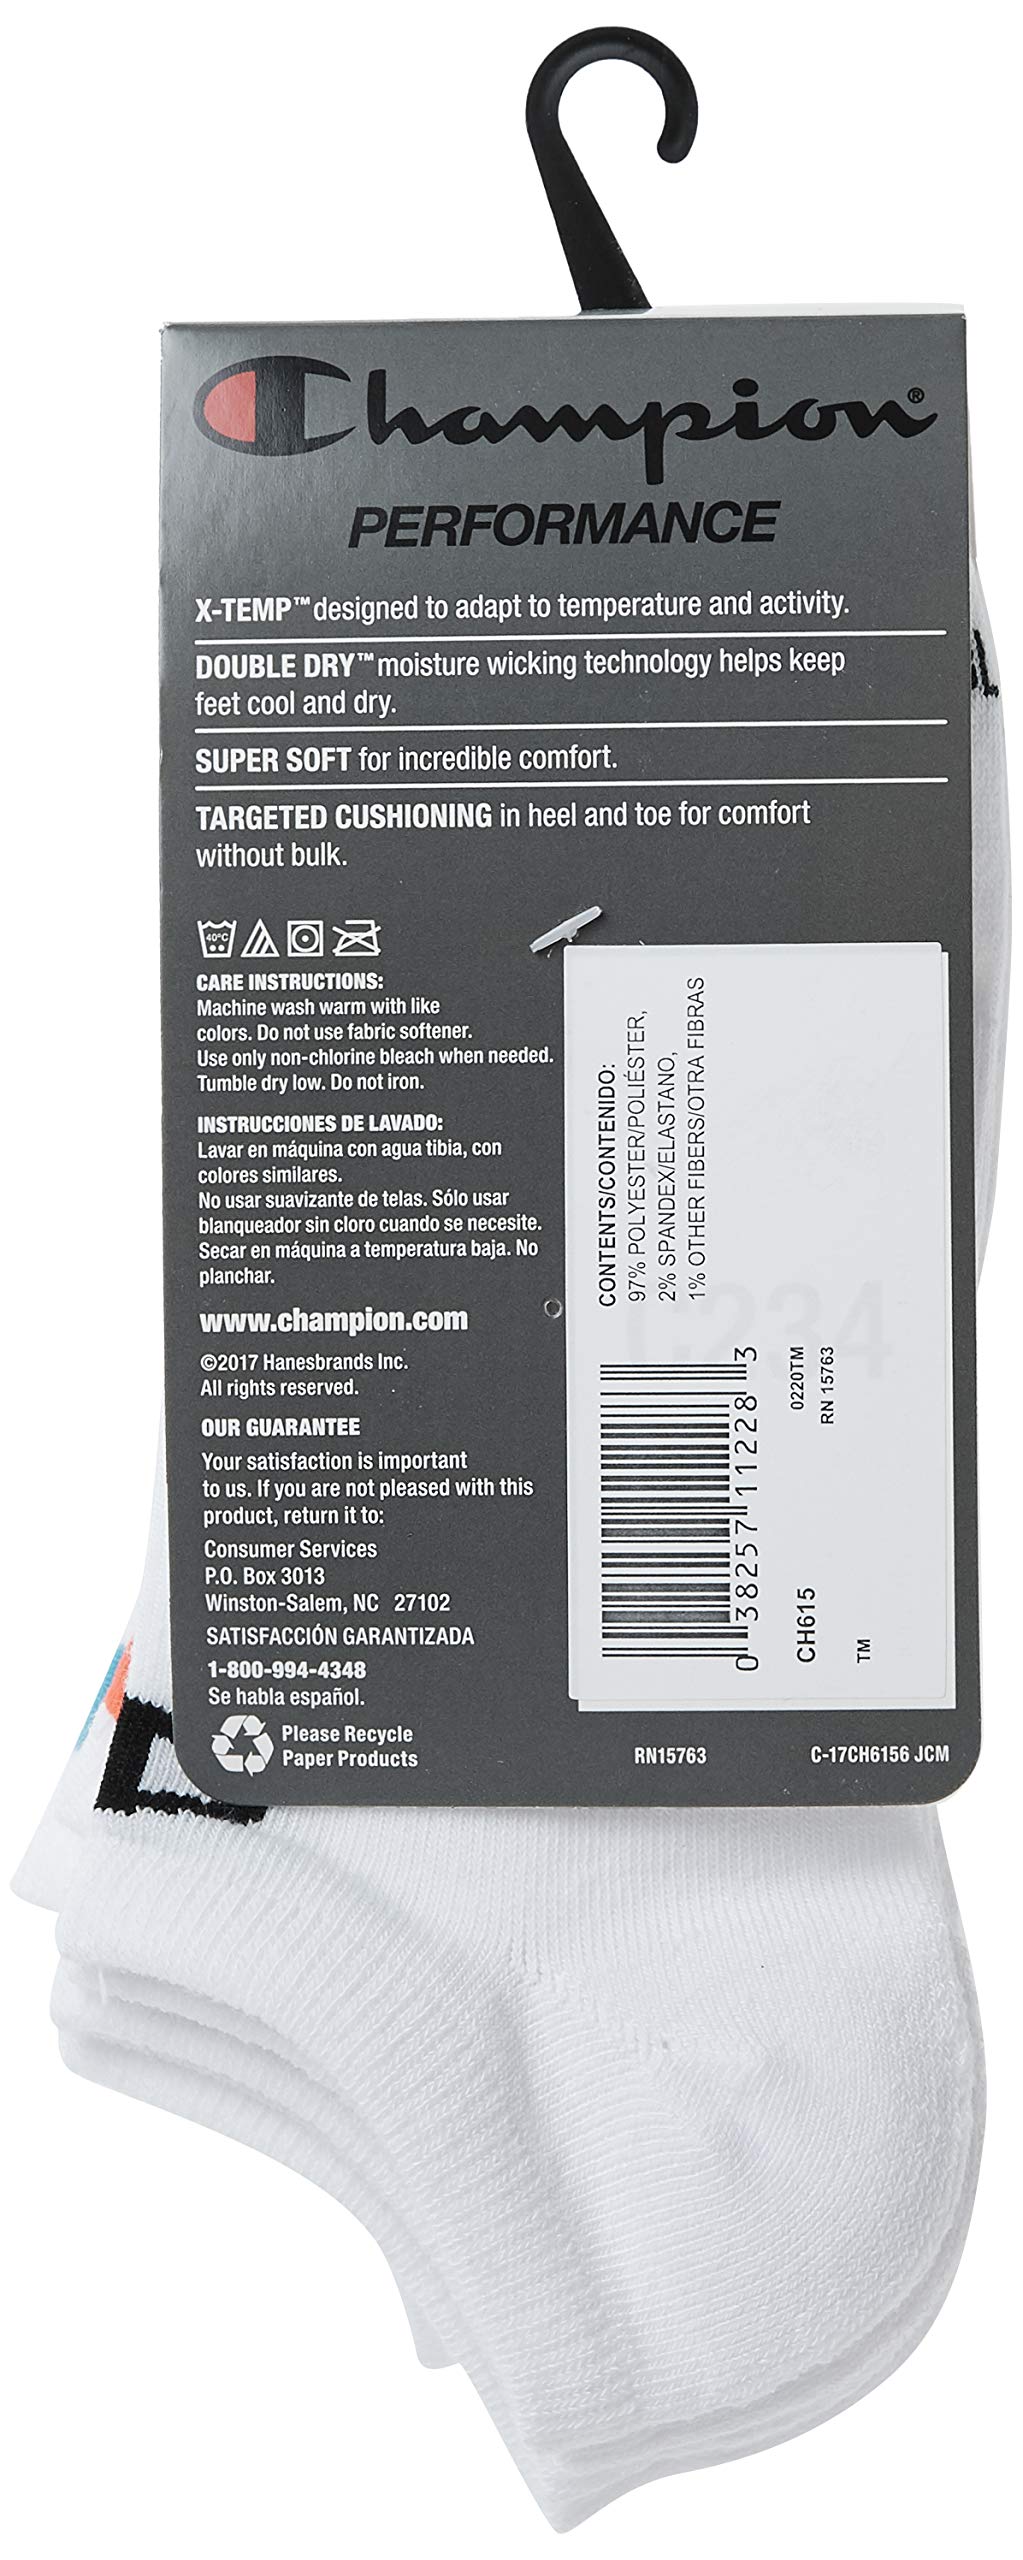 Champion®
PERFORMANCE
X-TEMP™ designed to adapt to temperature and activity.
DOUBLE DRY™ moisture wicking technology helps keep
feet cool and dry.
SUPER SOFT for incredible comfort.
TARGETED CUSHIONING in heel and toe for comfort
without bulk.
40°C
CARE INSTRUCTIONS:
Machine wash warm with like
colors. Do not use fabric softener.
Use only non-chlorine bleach when needed.
Tumble dry low. Do not iron.
INSTRUCCIONES DE LAVADO:
Lavar en máquina con agua tibia, con
colores similares.
No usar suavizante de telas. Sólo usar
blanqueador sin cloro cuando se necesite.
Secar en máquina a temperatura baja. No
planchar.
www.champion.com
©2017 Hanesbrands Inc.
All rights reserved.
OUR GUARANTEE
Your satisfaction is important
to us. If you are not pleased with this
product, return it to:
Consumer Services
P.O. Box 3013
Winston-Salem, NC 27102
SATISFACCIÓN GARANTIZADA
1-800-994-4348
Se habla español.
Please Recycle
Paper Products
RN15763
C-17CH6156 JCM
CONTENTS/CONTENIDO:
97% POLYESTER/POLIÉSTER,
2% SPANDEX/ELASTANO,
1% OTHER FIBERS/OTRA FIBRAS
0 38257 11228 3
0220TM
RN 15763
CH615
TM